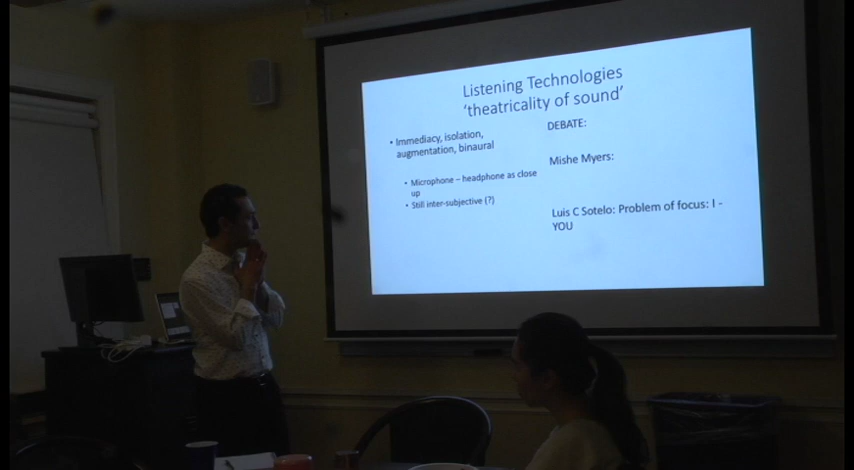 Listening Technologies
'theatricality of sound'
• Immediacy, isolation,
augmentation, binaural
• Microphone – headphone as close
up
• Still inter-subjective (?)
DEBATE:
Mishe Myers:
Luis C Sotelo: Problem of focus: I -
YOU